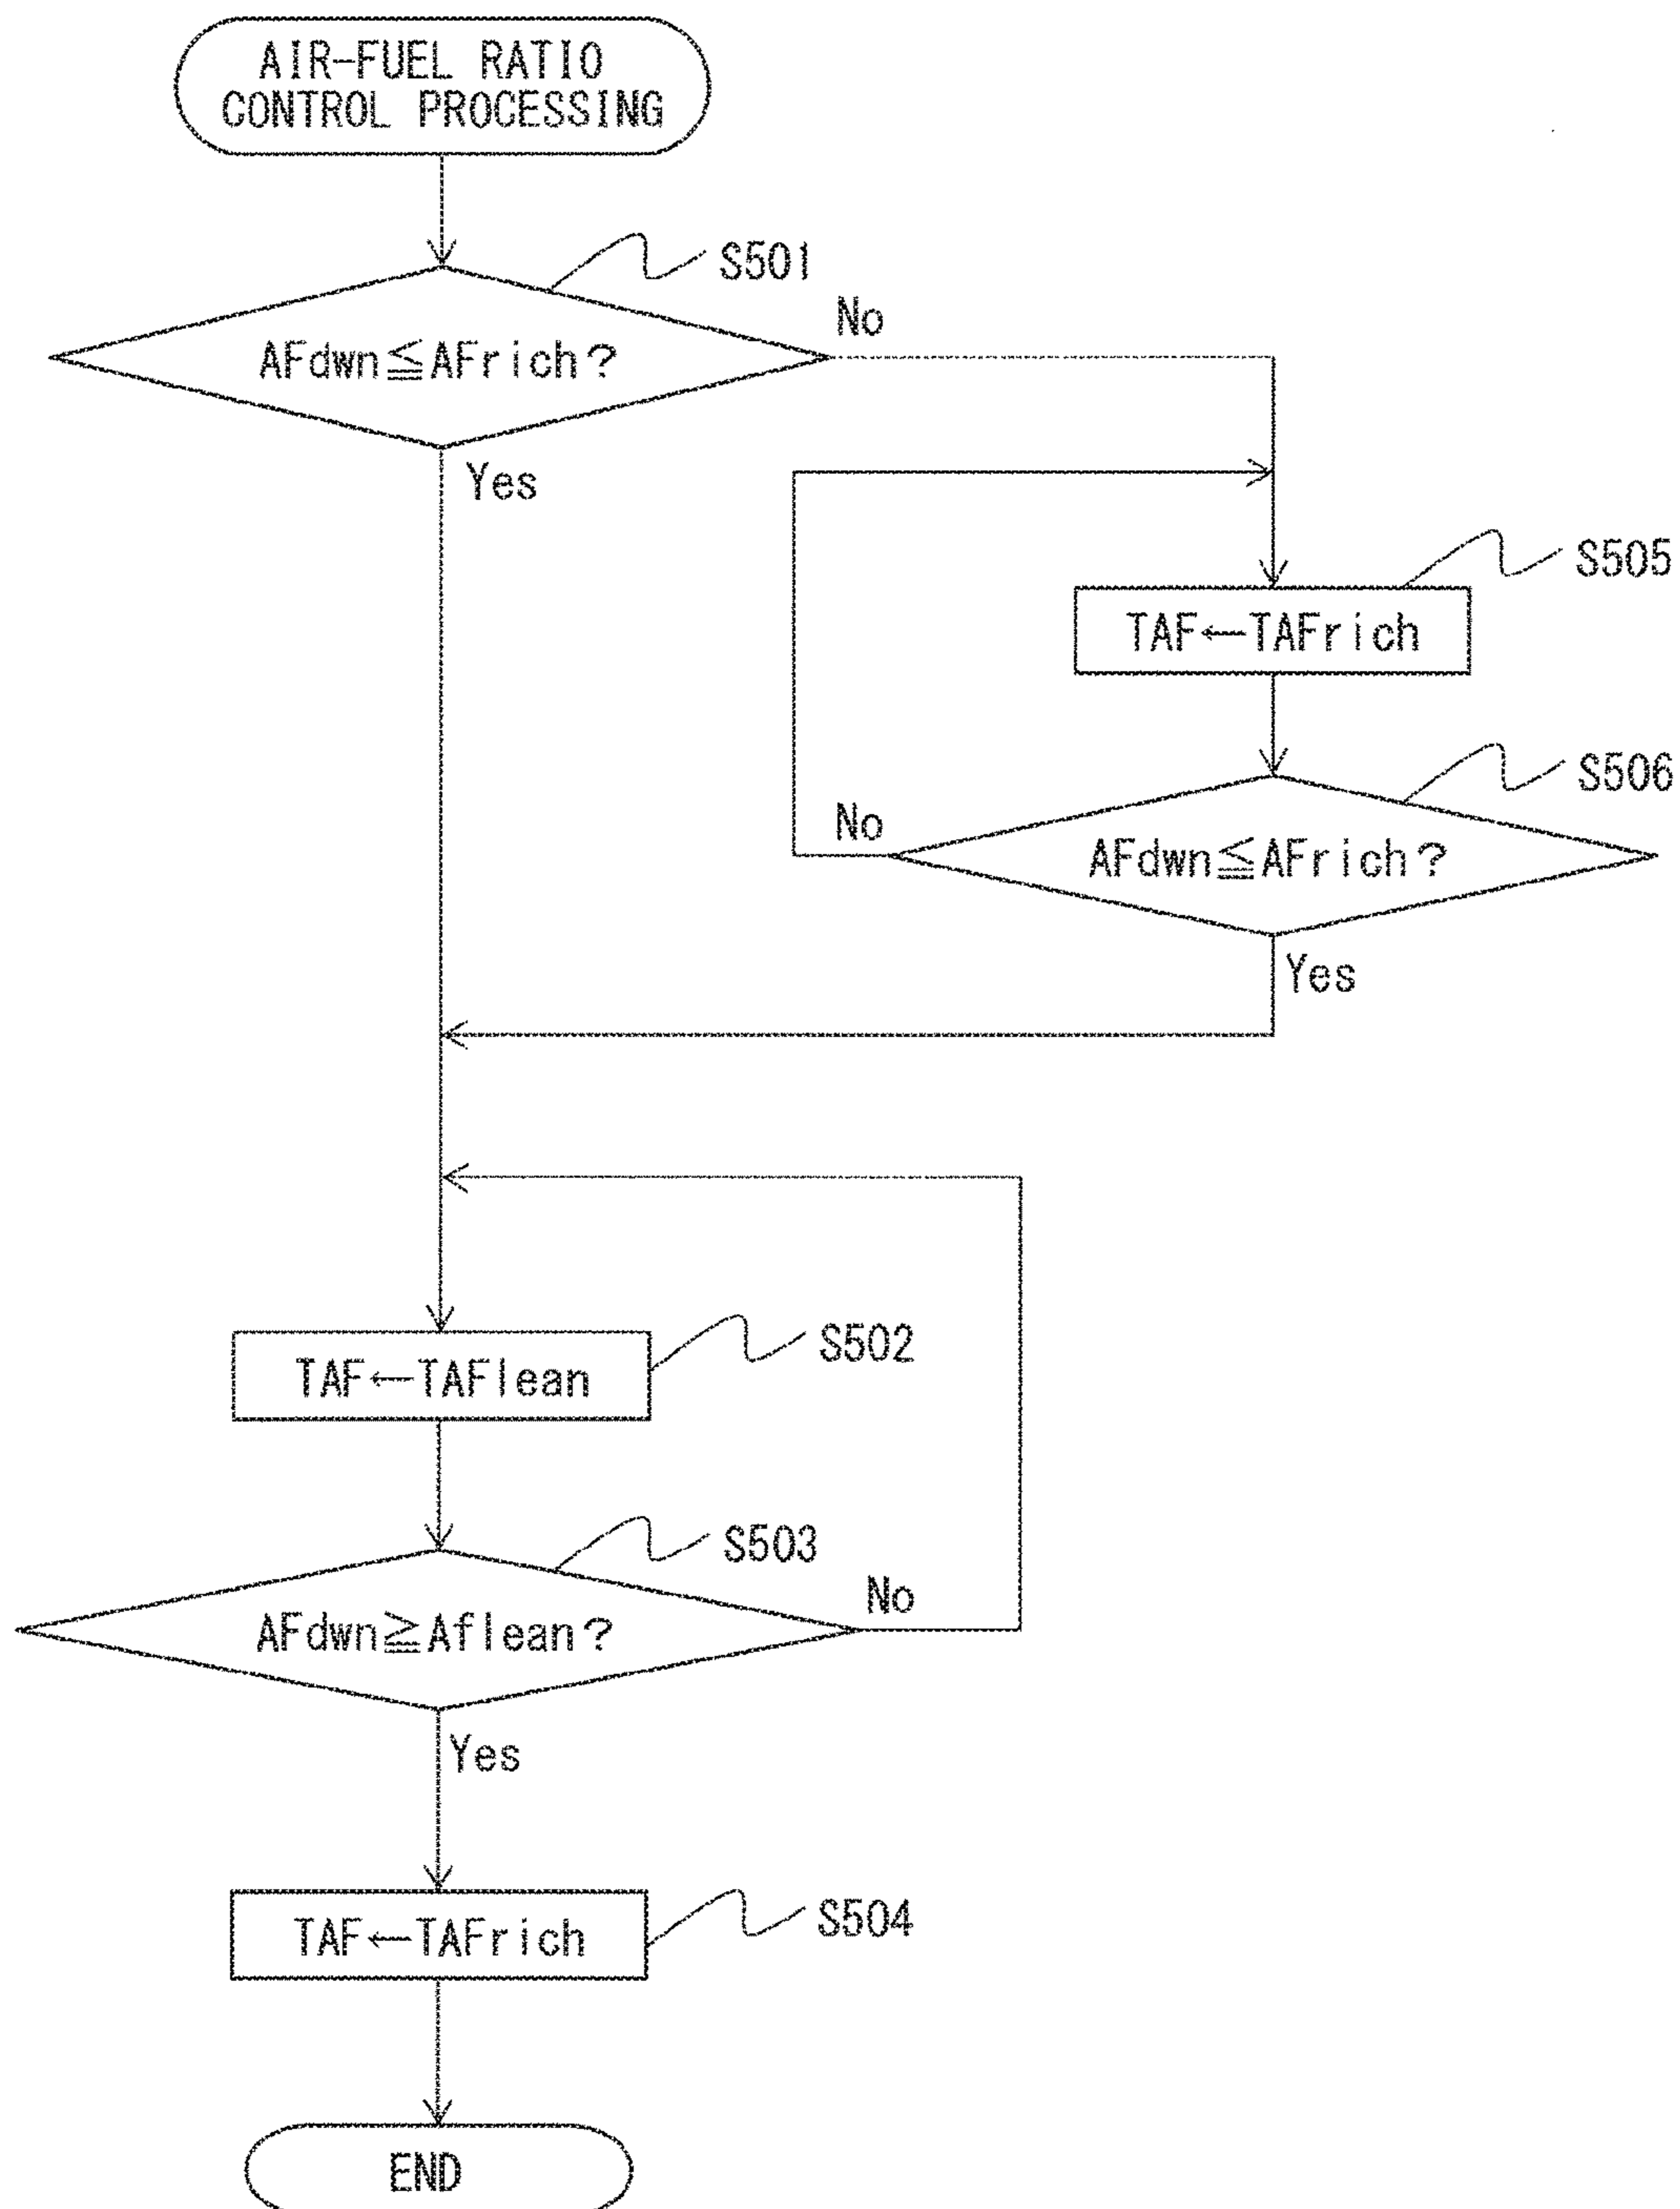 AIR-FUEL RATIO
CONTROL PROCESSING
S501
AFdwn≦AFrich?
No
Yes
S505
TAF←TAFrich
S506
AFdwn≦AFrich?
No
Yes
S502
TAF←TAFlean
S503
AFdwn≧Aflean?
No
Yes
S504
TAF←TAFrich
END